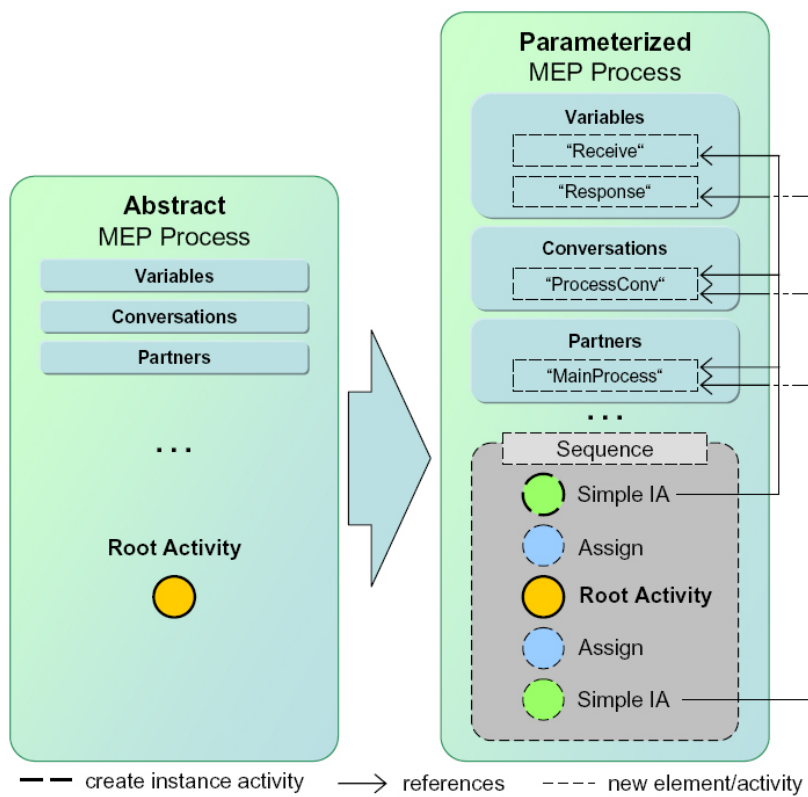 Abstract
MEP Process
Variables
Conversations
Partners
...
Root Activity
Parameterized
MEP Process
Variables
“Receive“
“Response“
Conversations
“ProcessConv“
Partners
“MainProcess“
...
Sequence
Simple IA
Assign
Root Activity
Assign
Simple IA
create instance activity
references
new element/activity